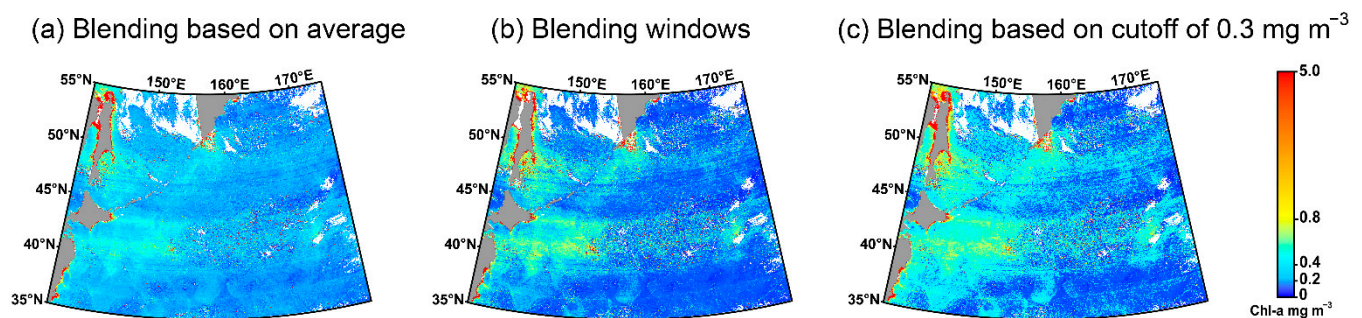 (a) Blending based on average
(b) Blending windows
(c) Blending based on cutoff of 0.3 mg m⁻³
55°N 150°E 160°E 170°E
50°N
45°N
40°N
35°N
55°N 150°E 160°E 170°E
50°N
45°N
40°N
35°N
55°N 150°E 160°E 170°E
50°N
45°N
40°N
35°N
5.0
0.8
0.4
0.2
0
Chl-a mg m⁻³